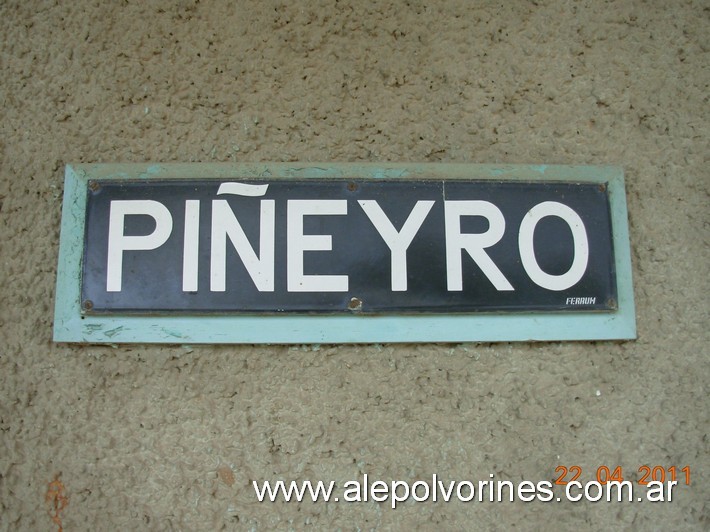 PIÑEYRO
FERRUM
22 04 2011
www.alepolvorines.com.ar